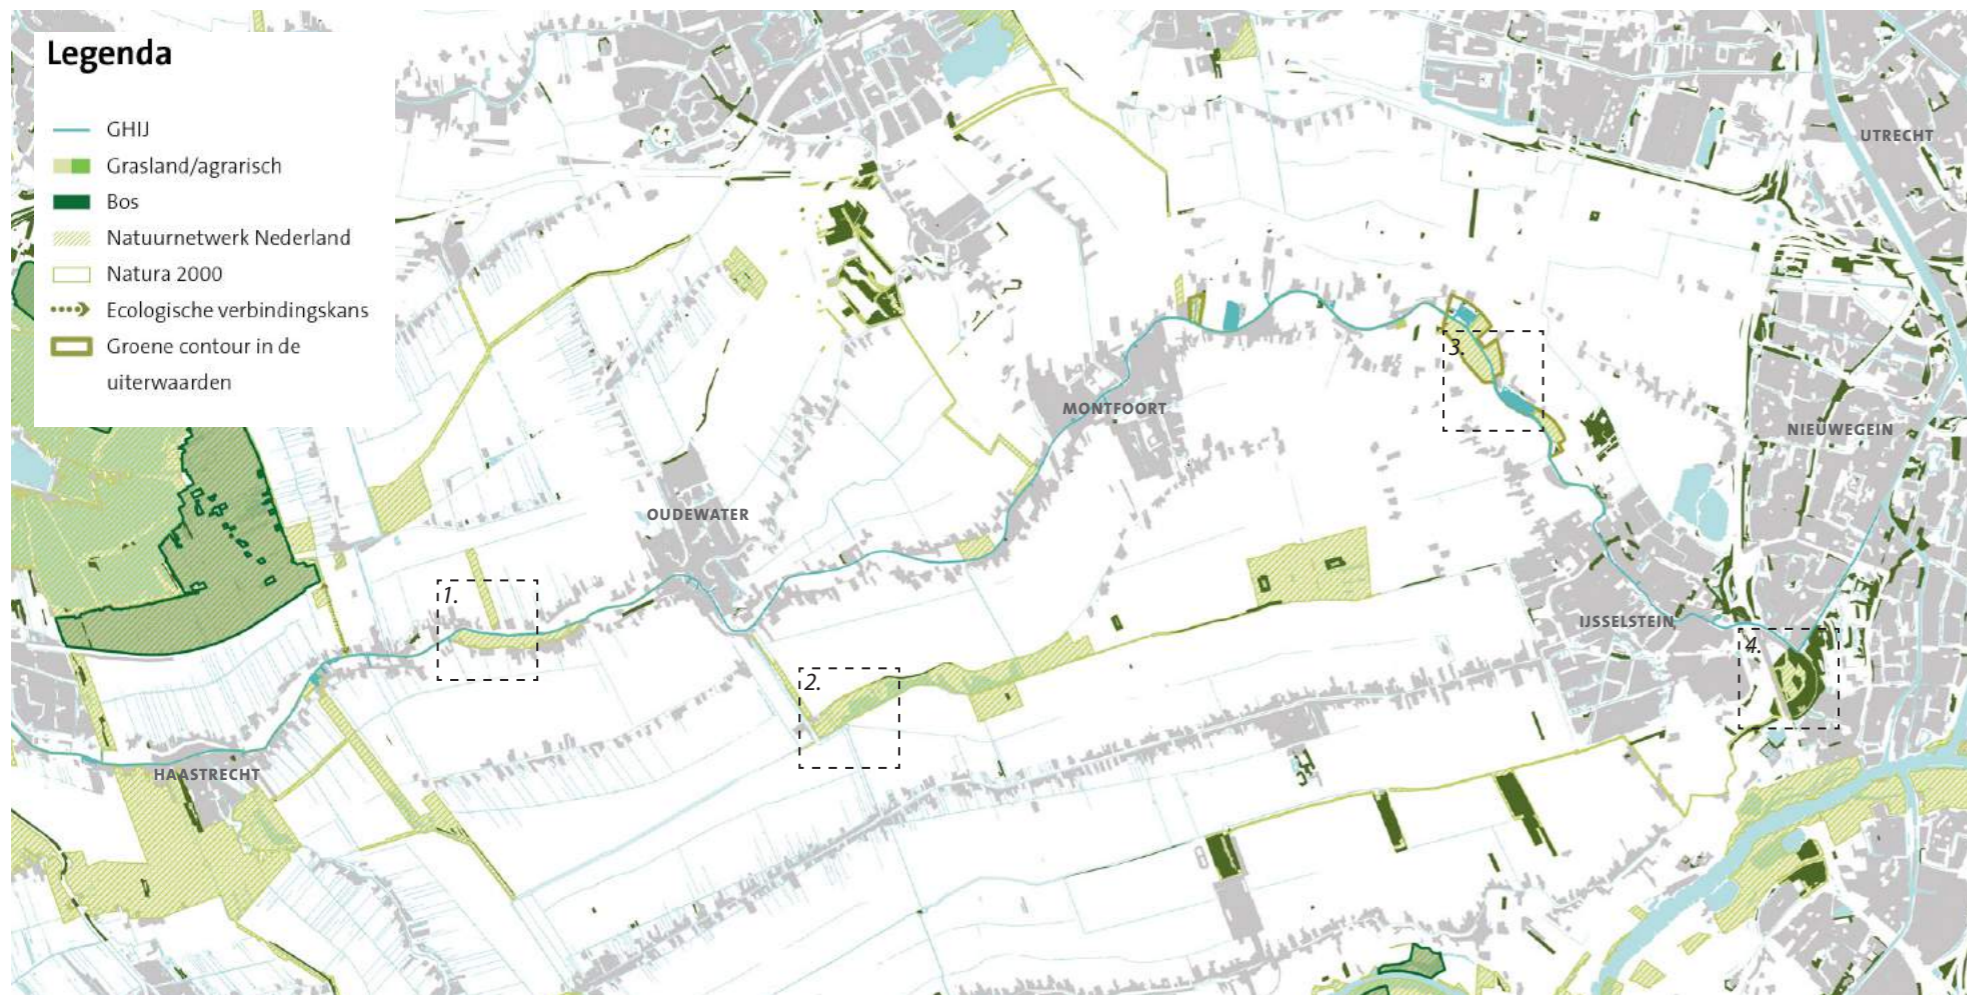 Legenda
GHIJ
Grasland/agrarisch
Bos
Natuurnetwerk Nederland
Natura 2000
Ecologische verbindingskans
Groene contour in de
uiterwaarden
UTRECHT
3.
MONTFOORT
NIEUWEGEIN
OUDEWATER
1.
IJSSELSTEIN
4.
2.
HAASTRECHT